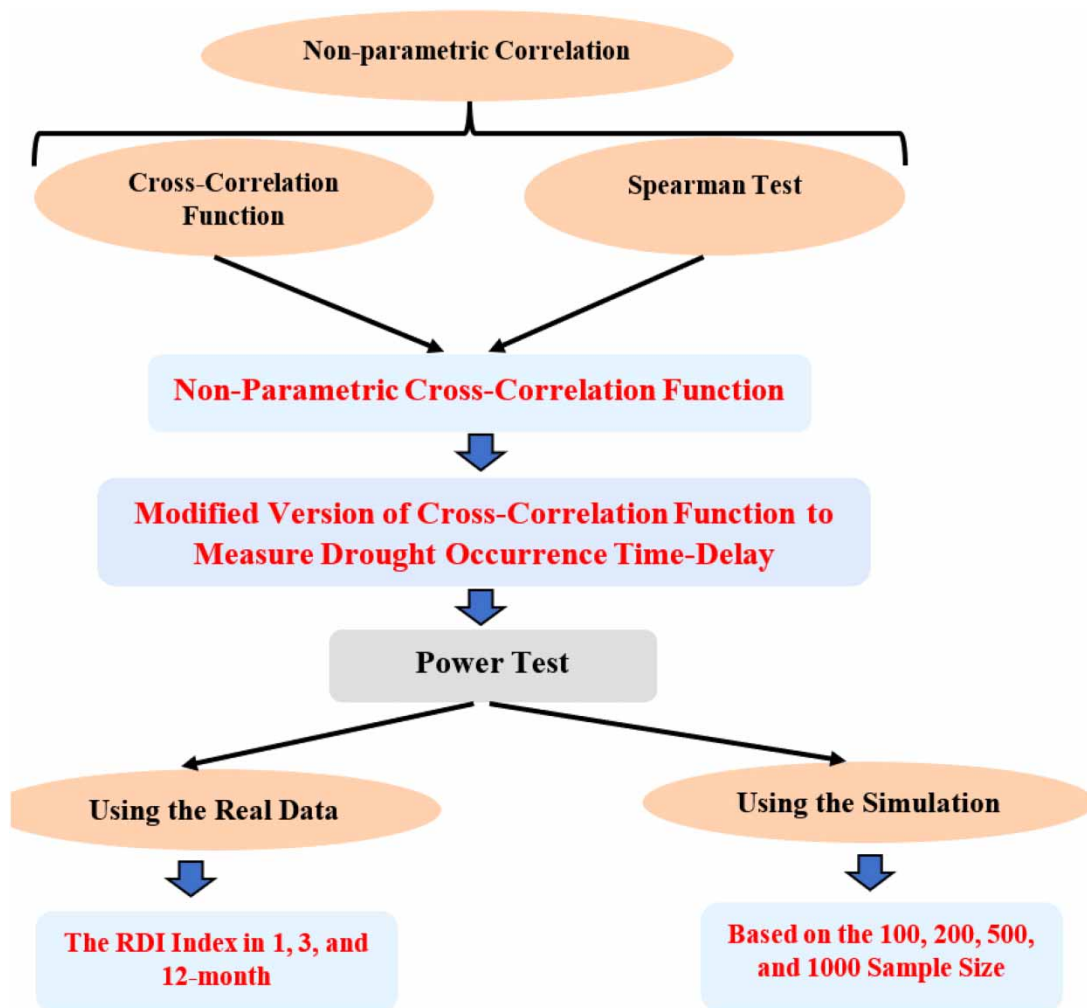 Non-parametric Correlation
Cross-Correlation
Function
Spearman Test
Non-Parametric Cross-Correlation Function
Modified Version of Cross-Correlation Function to
Measure Drought Occurrence Time-Delay
Power Test
Using the Real Data
Using the Simulation
The RDI Index in 1, 3, and
12-month
Based on the 100, 200, 500,
and 1000 Sample Size